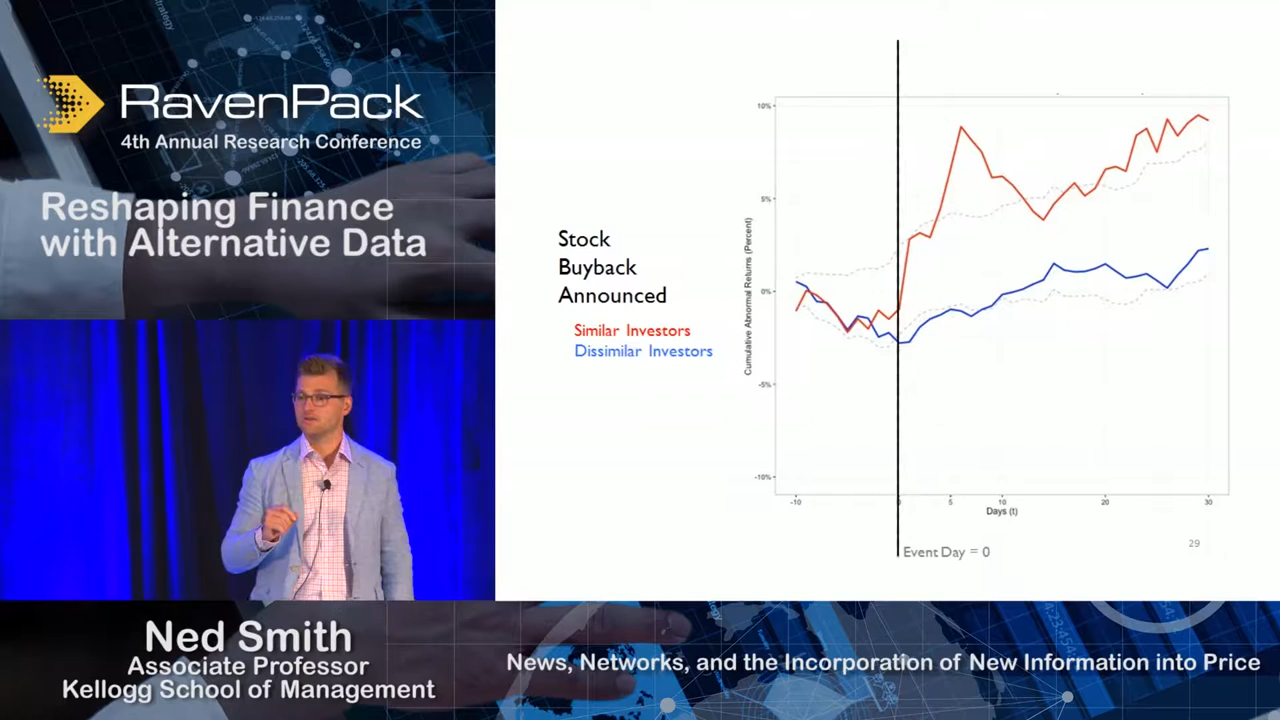 RavenPack
4th Annual Research Conference
Reshaping Finance
with Alternative Data
Stock
Buyback
Announced
Similar Investors
Dissimilar Investors
Cumulative Abnormal Returns (Percent)
10%
5%
0%
-5%
-10%
-10
0
5
10
20
30
Days (t)
Event Day = 0
29
Ned Smith
Associate Professor
Kellogg School of Management
News, Networks, and the Incorporation of New Information into Price